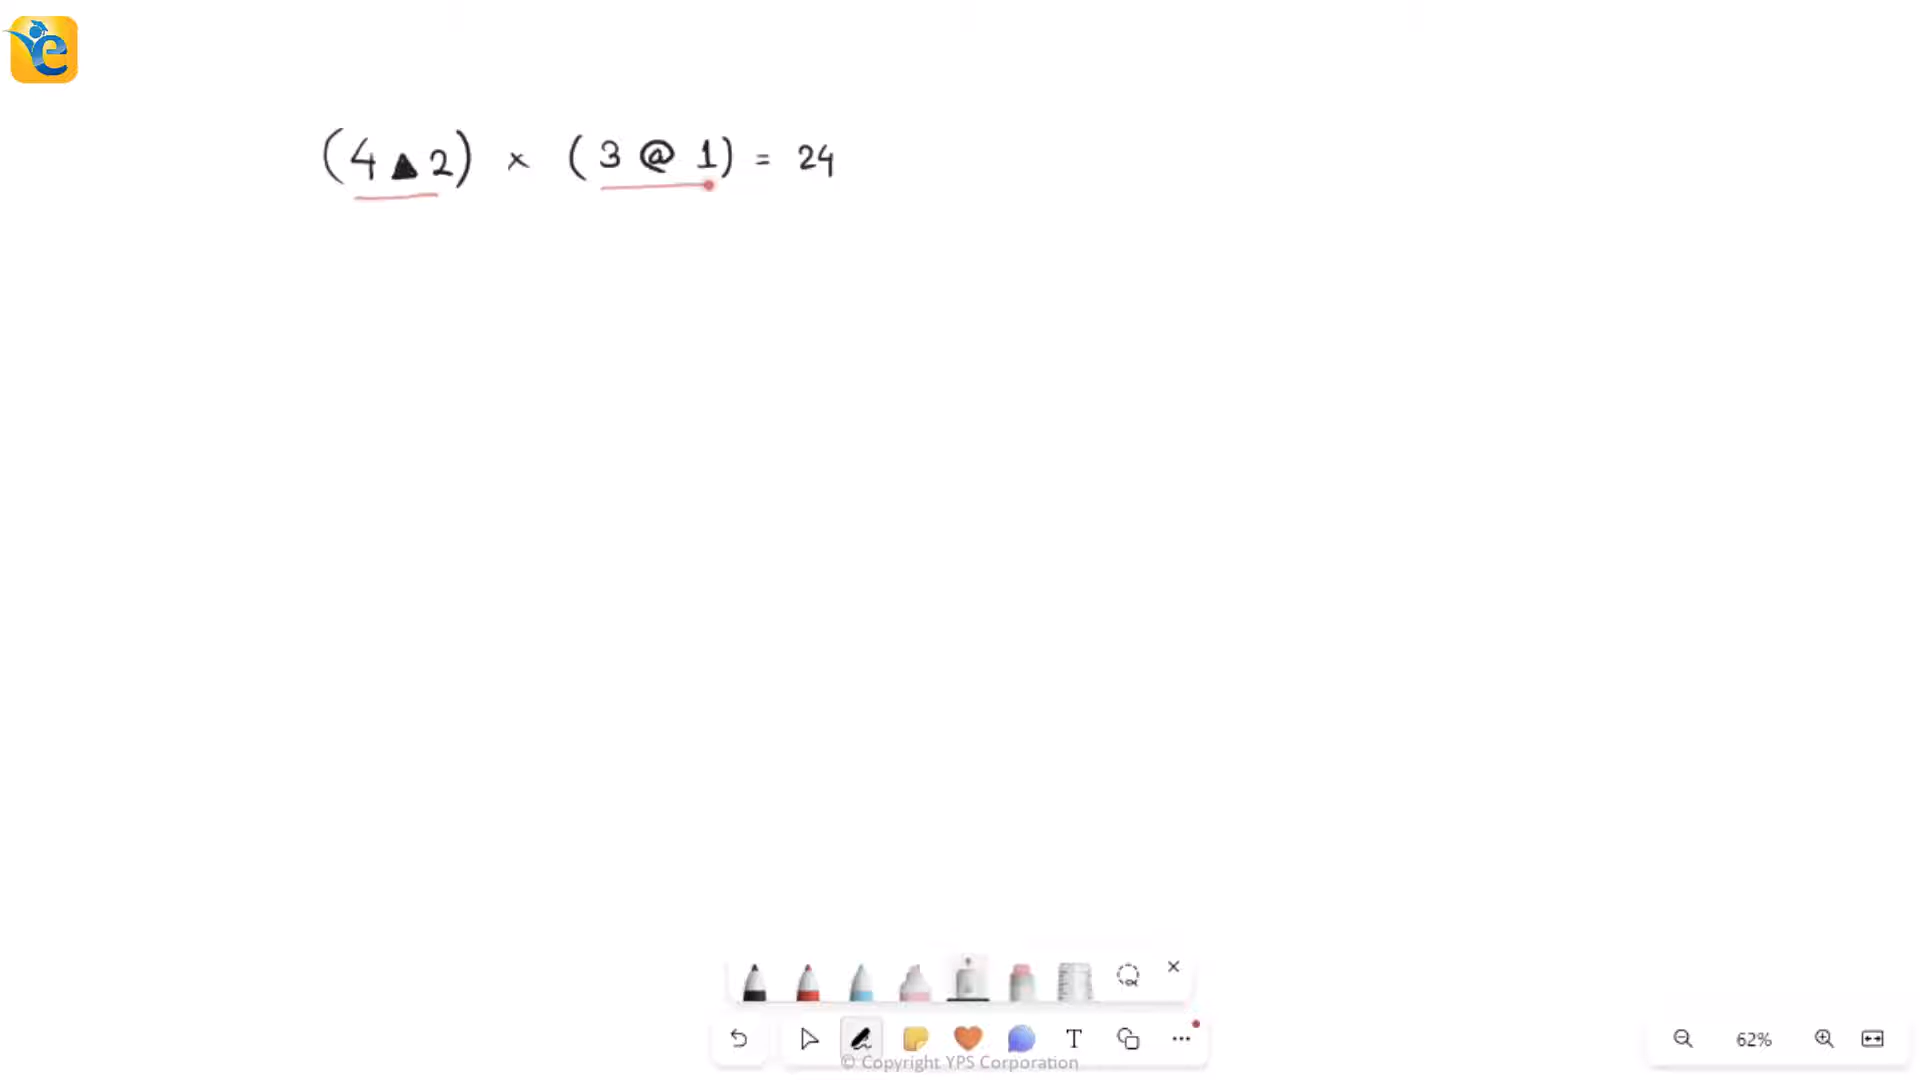 (4 ▲ 2) × (3 @ 1) = 24
T
62%
© Copyright YPS Corporation